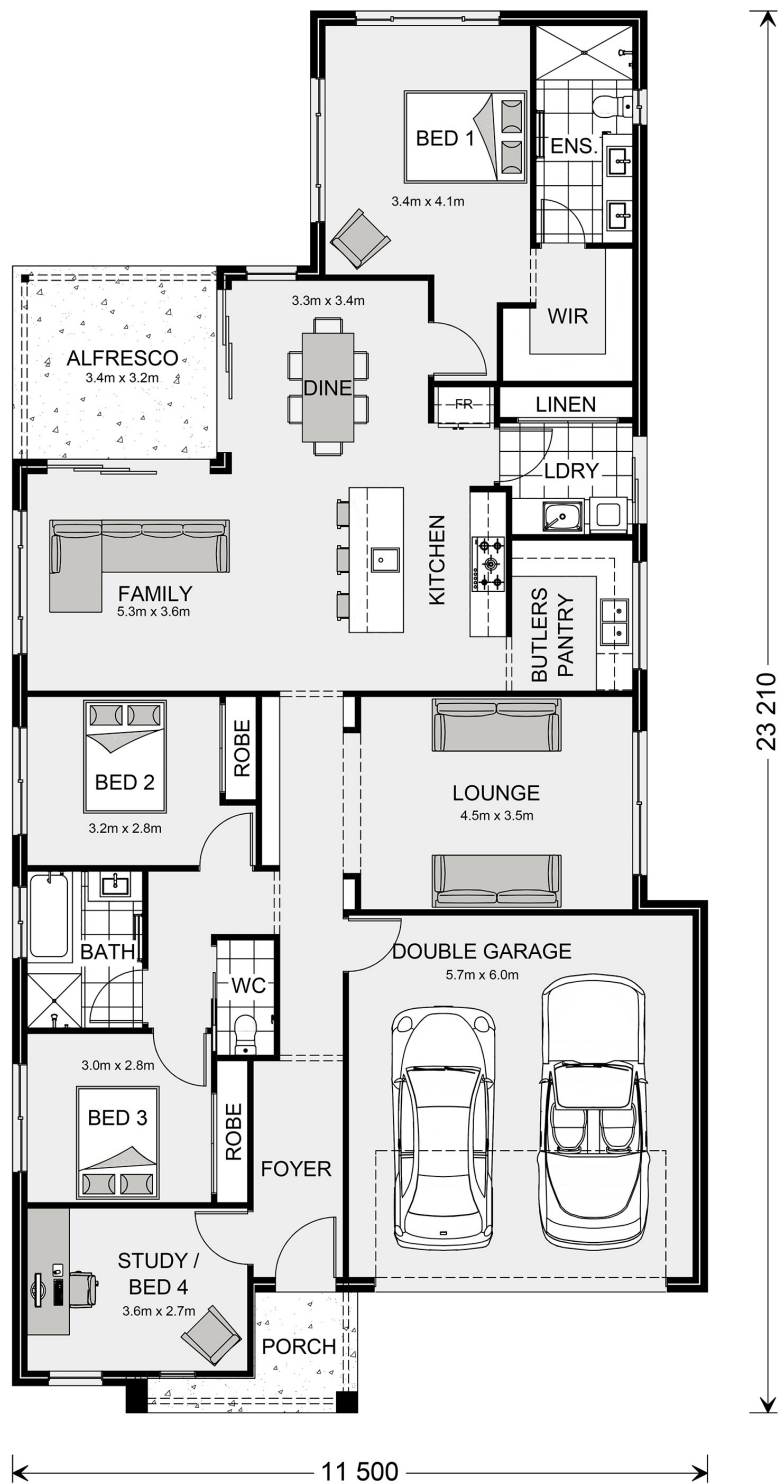 BED 1
3.4m x 4.1m
ENS.
WIR
3.3m x 3.4m
DINE
ALFRESCO
3.4m x 3.2m
FR
LINEN
LDRY
KITCHEN
FAMILY
5.3m x 3.6m
BUTLERS
PANTRY
23 210
BED 2
3.2m x 2.8m
ROBE
LOUNGE
4.5m x 3.5m
BATH
WC
DOUBLE GARAGE
5.7m x 6.0m
3.0m x 2.8m
BED 3
ROBE
FOYER
STUDY /
BED 4
3.6m x 2.7m
PORCH
11 500